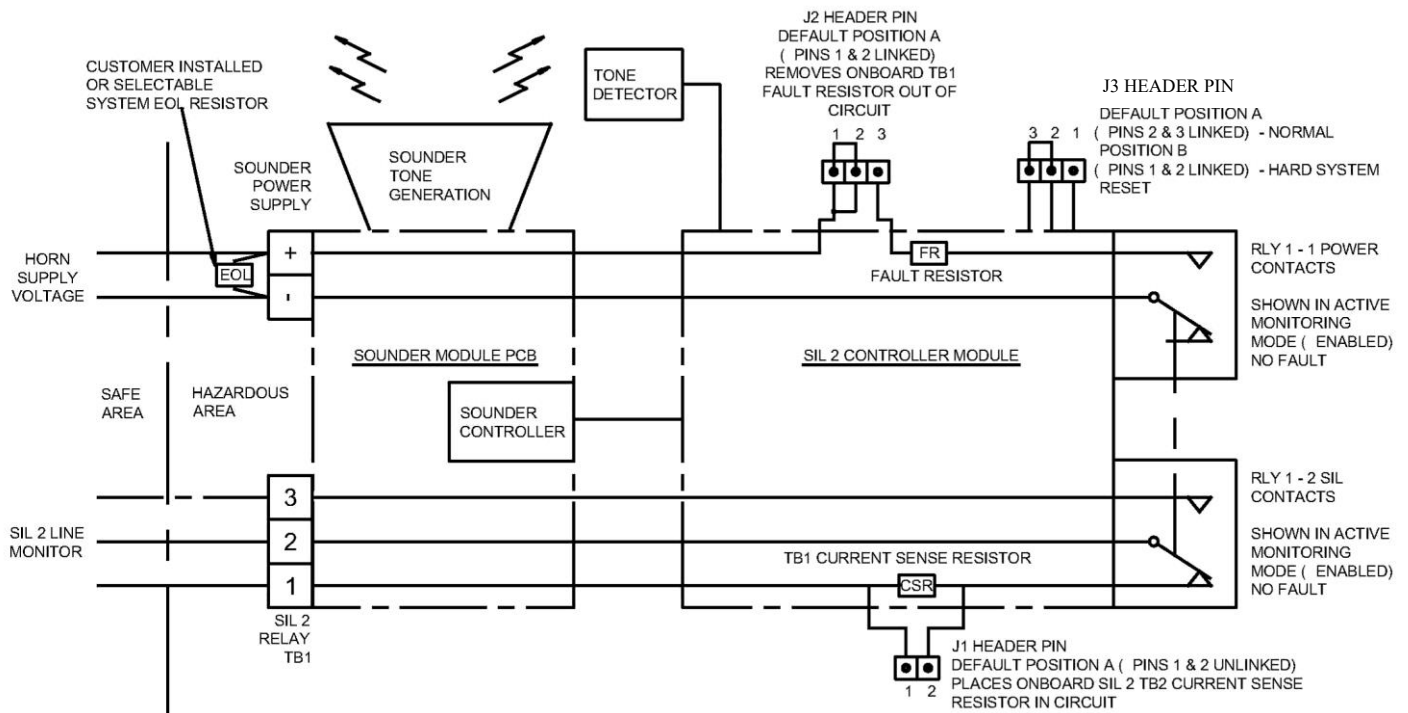 J2 HEADER PIN
DEFAULT POSITION A
( PINS 1 & 2 LINKED)
REMOVES ONBOARD TB1
FAULT RESISTOR OUT OF
CIRCUIT
1 2 3
J3 HEADER PIN
DEFAULT POSITION A
( PINS 2 & 3 LINKED) - NORMAL
POSITION B
( PINS 1 & 2 LINKED) - HARD SYSTEM
RESET
3 2 1
CUSTOMER INSTALLED
OR SELECTABLE
SYSTEM EOL RESISTOR
TONE
DETECTOR
SOUNDER
POWER
SUPPLY
SOUNDER
TONE
GENERATION
HORN
SUPPLY
VOLTAGE
EOL
+
-
FR
FAULT RESISTOR
RLY 1 - 1 POWER
CONTACTS
SHOWN IN ACTIVE
MONITORING
MODE ( ENABLED)
NO FAULT
SOUNDER MODULE PCB
SIL 2 CONTROLLER MODULE
SAFE
AREA
HAZARDOUS
AREA
SOUNDER
CONTROLLER
SIL 2 LINE
MONITOR
3
2
1
SIL 2
RELAY
TB1
TB1 CURRENT SENSE RESISTOR
CSR
RLY 1 - 2 SIL
CONTACTS
SHOWN IN ACTIVE
MONITORING
MODE ( ENABLED)
NO FAULT
1 2
J1 HEADER PIN
DEFAULT POSITION A ( PINS 1 & 2 UNLINKED)
PLACES ONBOARD SIL 2 TB2 CURRENT SENSE
RESISTOR IN CIRCUIT